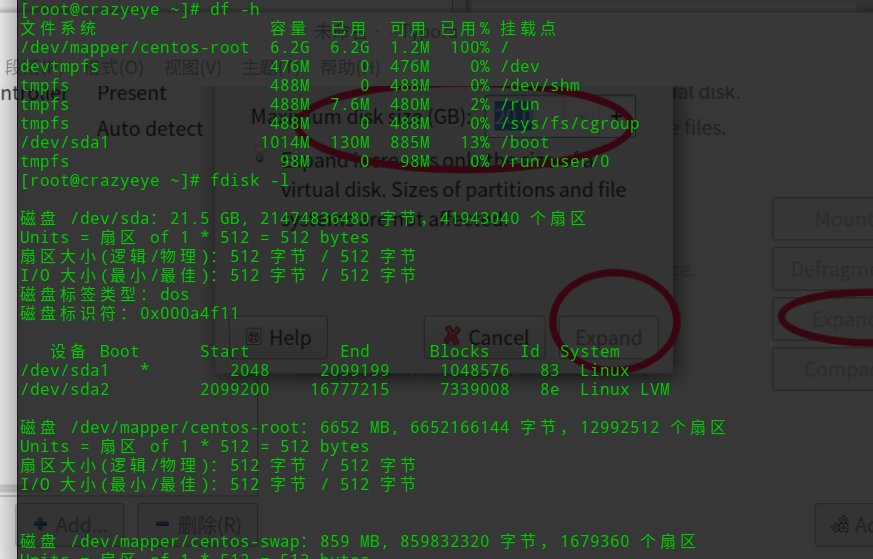 [root@crazyeye ~]# df -h
文件系统 容量 已用 可用 已用% 挂载点
/dev/mapper/centos-root 6.2G 6.2G 1.2M 100% /
devtmpfs 476M 0 476M 0% /dev
tmpfs 488M 0 488M 0% /dev/shm
tmpfs 488M 7.6M 480M 2% /run
tmpfs 488M 0 488M 0% /sys/fs/cgroup
/dev/sda1 1014M 130M 885M 13% /boot
tmpfs 98M 0 98M 0% /run/user/0
[root@crazyeye ~]# fdisk -l
磁盘 /dev/sda：21.5 GB, 21474836480 字节，41943040 个扇区
Units = 扇区 of 1 * 512 = 512 bytes
扇区大小(逻辑/物理)：512 字节 / 512 字节
I/O 大小(最小/最佳)：512 字节 / 512 字节
磁盘标签类型：dos
磁盘标识符：0x000a4f11
设备 Boot Start End Blocks Id System
/dev/sda1 * 2048 2099199 1048576 83 Linux
/dev/sda2 2099200 16777215 7339008 8e Linux LVM
磁盘 /dev/mapper/centos-root：6652 MB, 6652166144 字节，12992512 个扇区
Units = 扇区 of 1 * 512 = 512 bytes
扇区大小(逻辑/物理)：512 字节 / 512 字节
I/O 大小(最小/最佳)：512 字节 / 512 字节
磁盘 /dev/mapper/centos-swap：859 MB, 859832320 字节，1679360 个扇区
Units = 扇区 of 1 * 512 = 512 bytes
视图(V) 帮助(H)
Present
Auto detect
Maximum disk size (GB):
virtual disk. Sizes of partitions and file
al disk.
e files.
Help
Cancel
Expand
Mount
Defragme
Expan
Compa
Add...
删除(R)